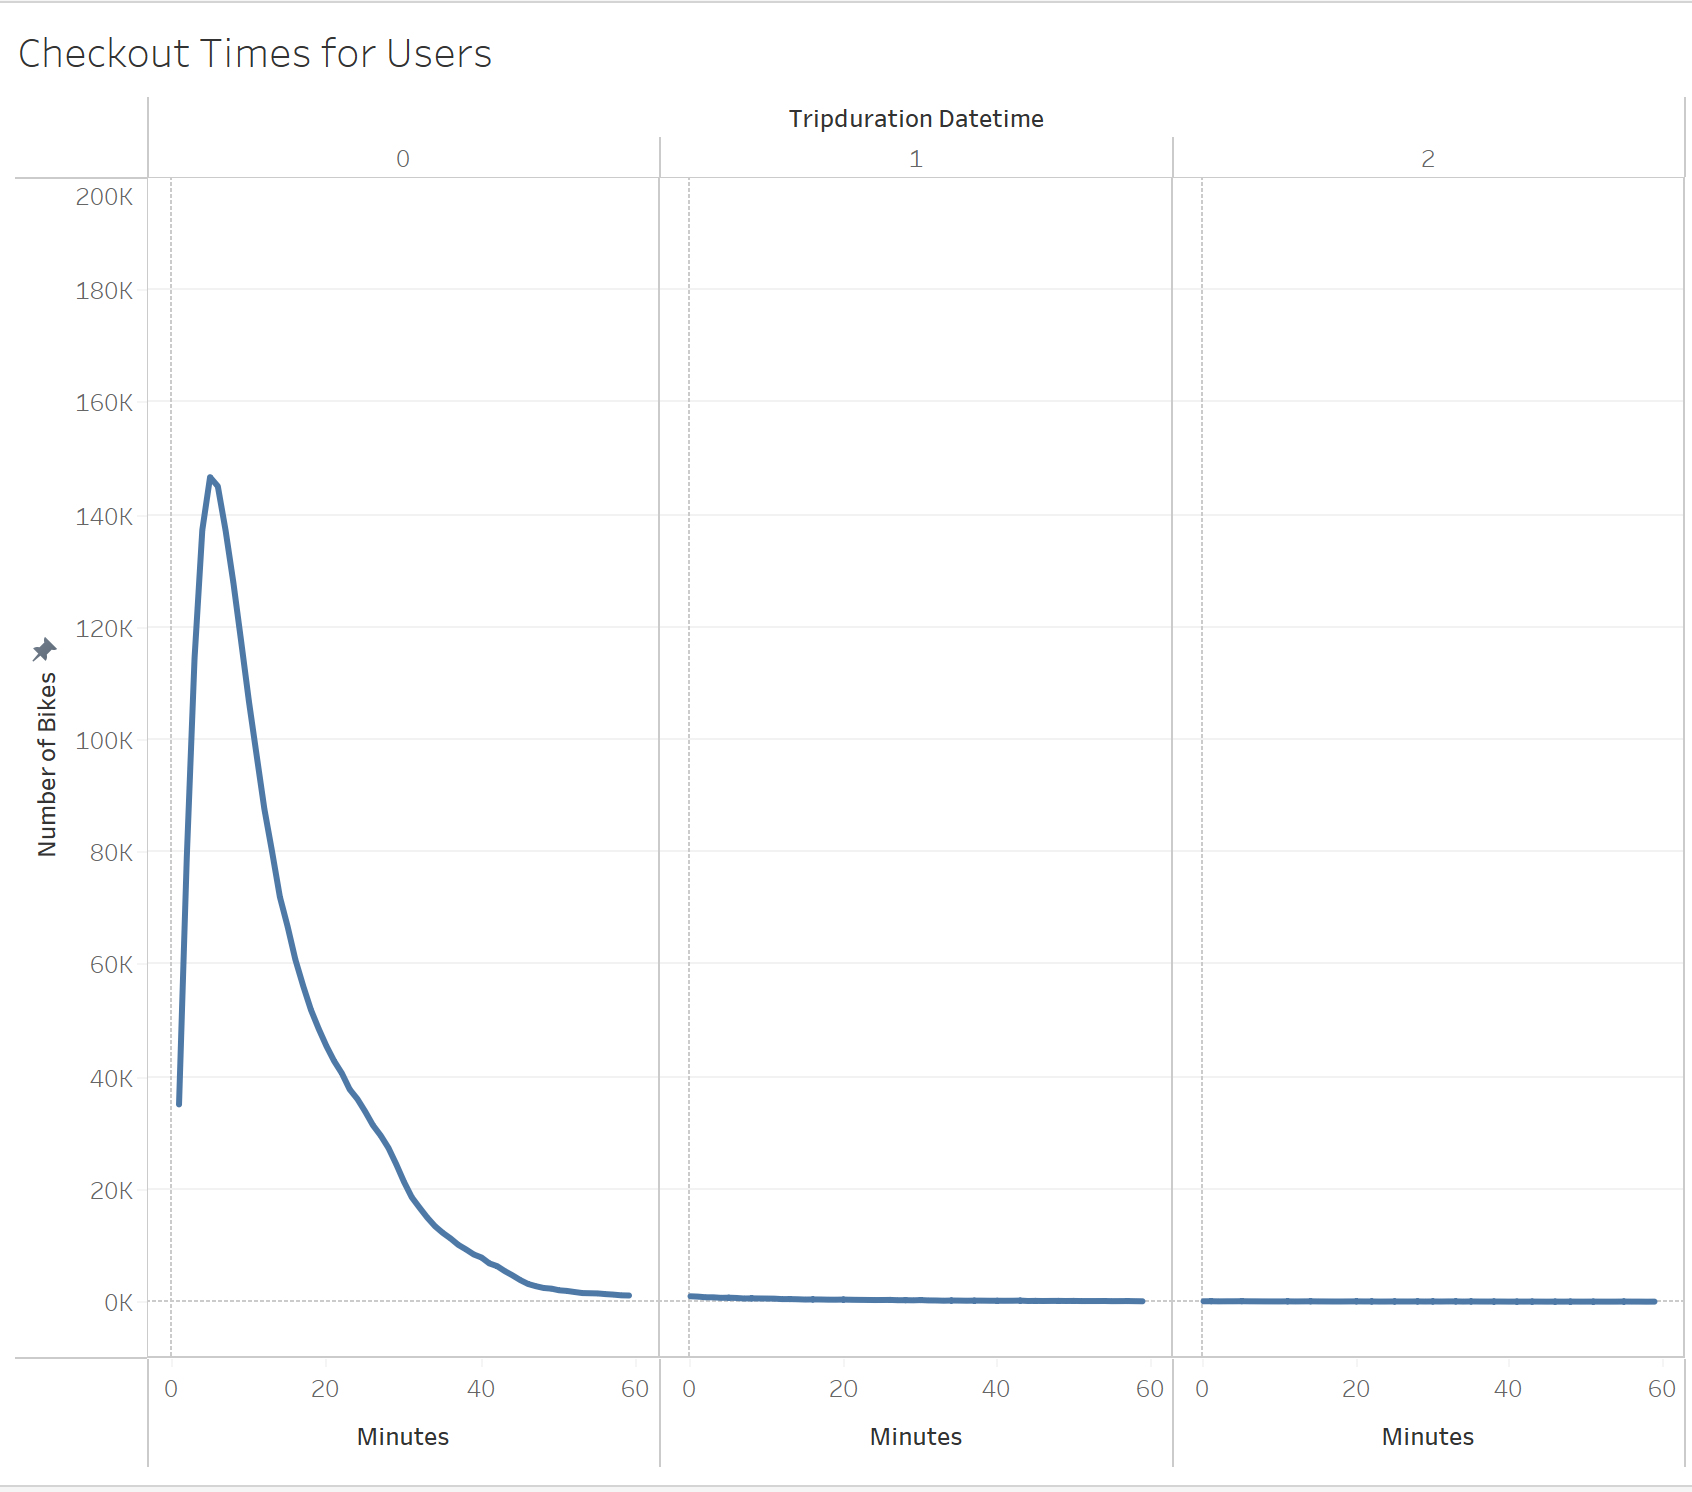 Checkout Times for Users
Tripduration Datetime
0 1 2
200K
180K
160K
140K
120K
100K
80K
60K
40K
20K
0K
Number of Bikes
0 20 40 60 0 20 40 60 0 20 40 60
Minutes Minutes Minutes